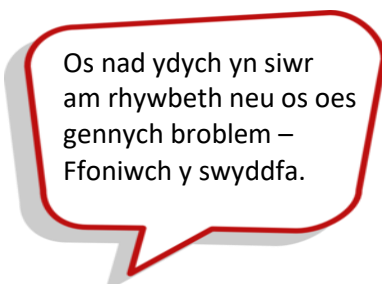 Os nad ydych yn siwr
am rhywbeth neu os oes
gennych broblem –
Ffoniwch y swyddfa.